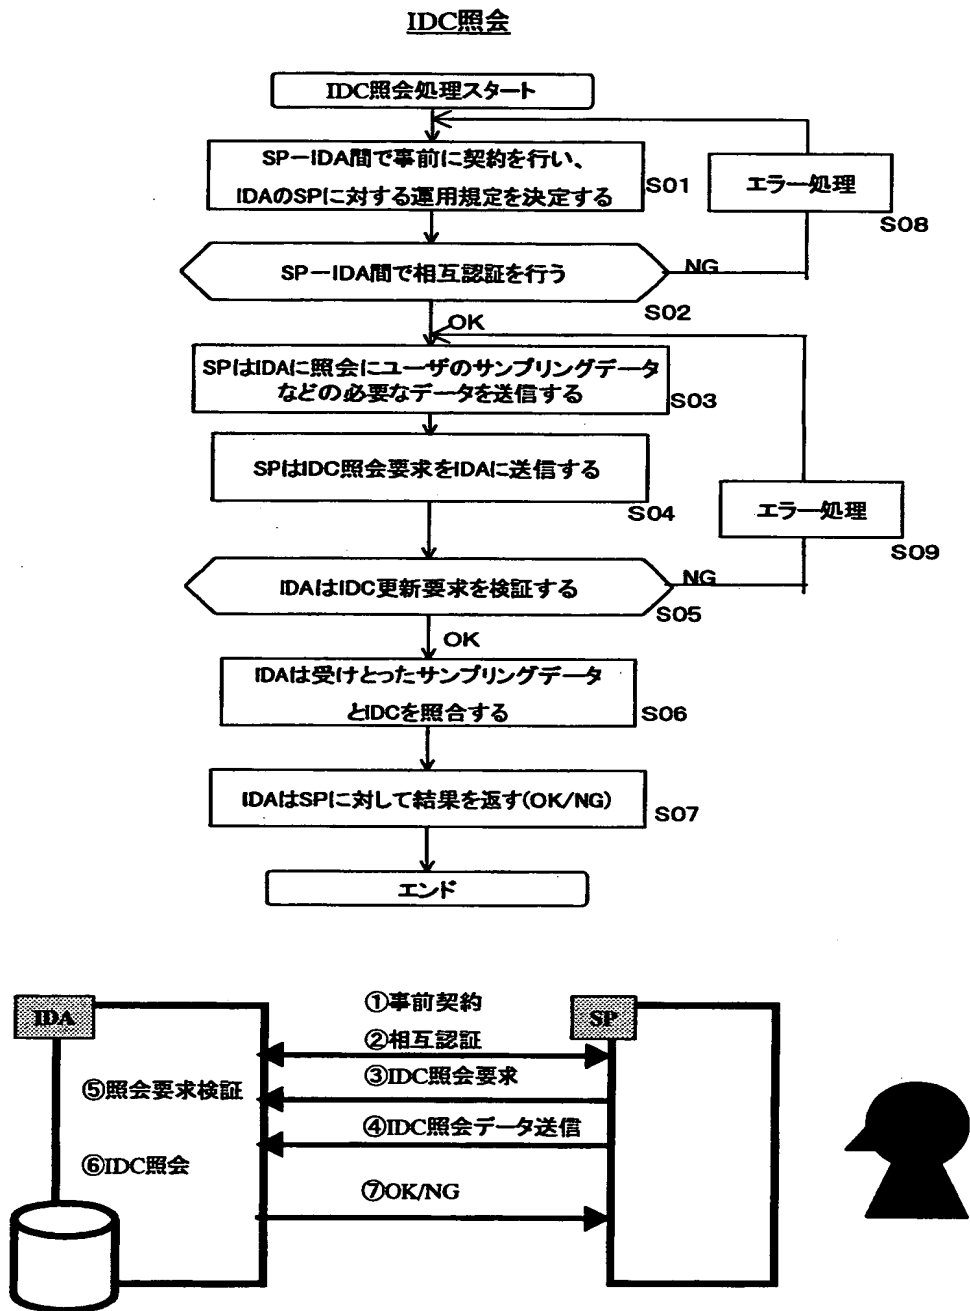 IDC照会
IDC照会処理スタート
SP－IDA間で事前に契約を行い、
IDAのSPに対する運用規定を決定する
S01
エラー処理
S08
SP－IDA間で相互認証を行う
NG
S02
OK
SPはIDAに照会にユーザのサンプリングデータ
などの必要なデータを送信する
S03
SPはIDC照会要求をIDAに送信する
S04
エラー処理
S09
IDAはIDC更新要求を検証する
NG
S05
OK
IDAは受けとったサンプリングデータ
とIDCを照合する
S06
IDAはSPに対して結果を返す(OK/NG)
S07
エンド
IDA
①事前契約
SP
②相互認証
③IDC照会要求
⑤照会要求検証
④IDC照会データ送信
⑥IDC照会
⑦OK/NG